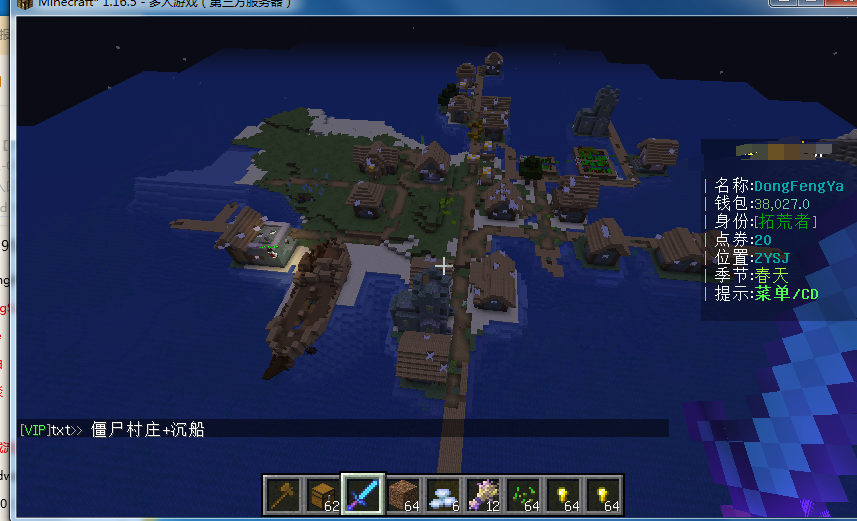 Minecraft* 1.16.5 - 多人游戏（第三方服务器）
| 名称:DongFengYa
| 钱包:38,027.0
| 身份:[拓荒者]
| 点券:20
| 位置:ZYSJ
| 季节:春天
| 提示:菜单/CD
[VIP]txt>> 僵尸村庄+沉船
62 64 6 12 64 64 64